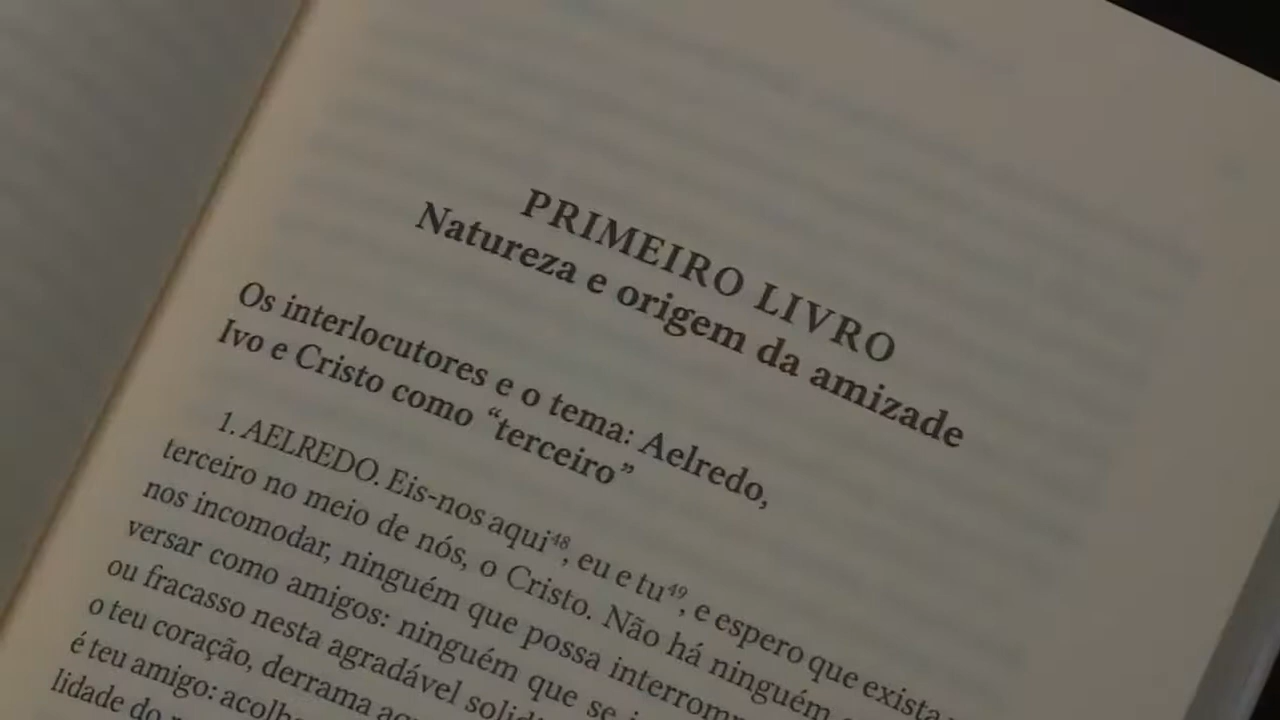 PRIMEIRO LIVRO
Natureza e origem da amizade
Os interlocutores e o tema: Aelredo,
Ivo e Cristo como “terceiro”
1. AELREDO. Eis-nos aqui⁴⁸, eu e tu⁴⁹, e espero que exista
terceiro no meio de nós, o Cristo. Não há ninguém
nos incomodar, ninguém que possa
versar como amigos: ninguém que se
ou fracasso nesta agradável
o teu coração, derrama
é teu amigo:
lidade do